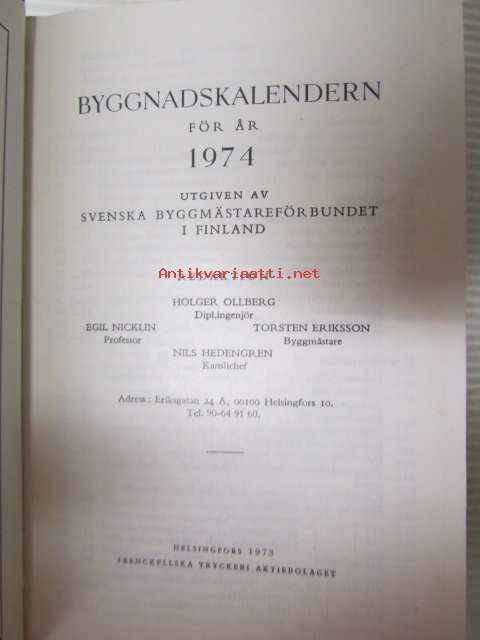 BYGGNADSKALENDERN
FÖR ÅR
1974
UTGIVEN AV
SVENSKA BYGGMÄSTAREFÖRBUNDET
I FINLAND
Antikvariaatti.net
REDAKTION
HOLGER OLLBERG
Dipl.ingenjör
EGIL NICKLIN
Professor
TORSTEN ERIKSSON
Byggmästare
NILS HEDENGREN
Kanslichef
Adress: Eriksgatan 24 A, 00100 Helsingfors 10.
Tel. 90-64 91 60.
HELSINGFORS 1973
FRENCKELLSKA TRYCKERI AKTIEBOLAGET